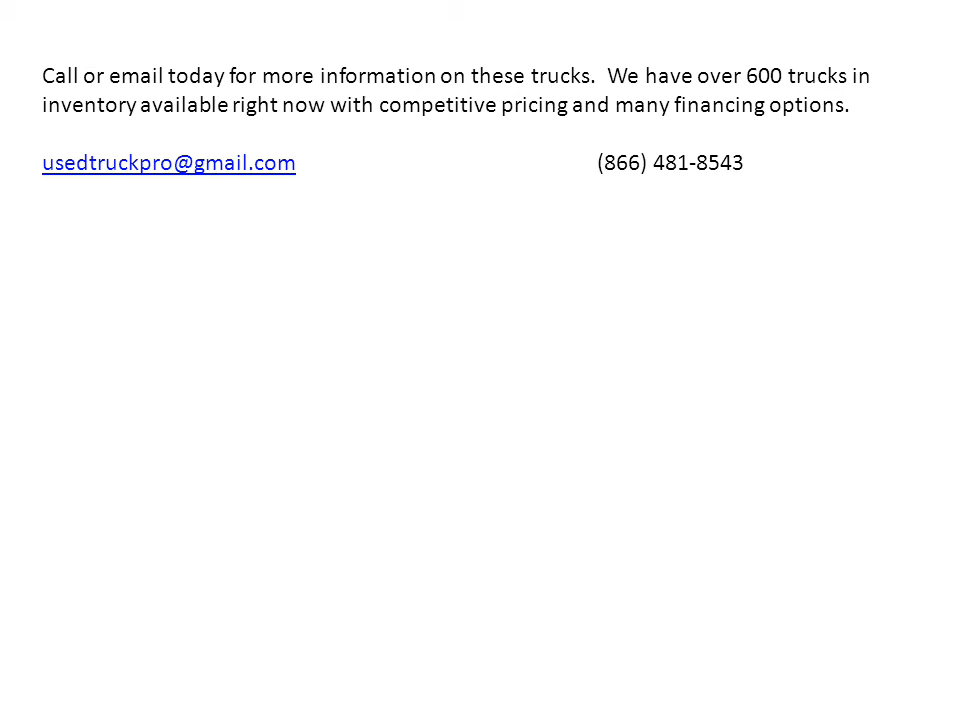 Call or email today for more information on these trucks.  We have over 600 trucks in
inventory available right now with competitive pricing and many financing options.
usedtruckpro@gmail.com (866) 481-8543